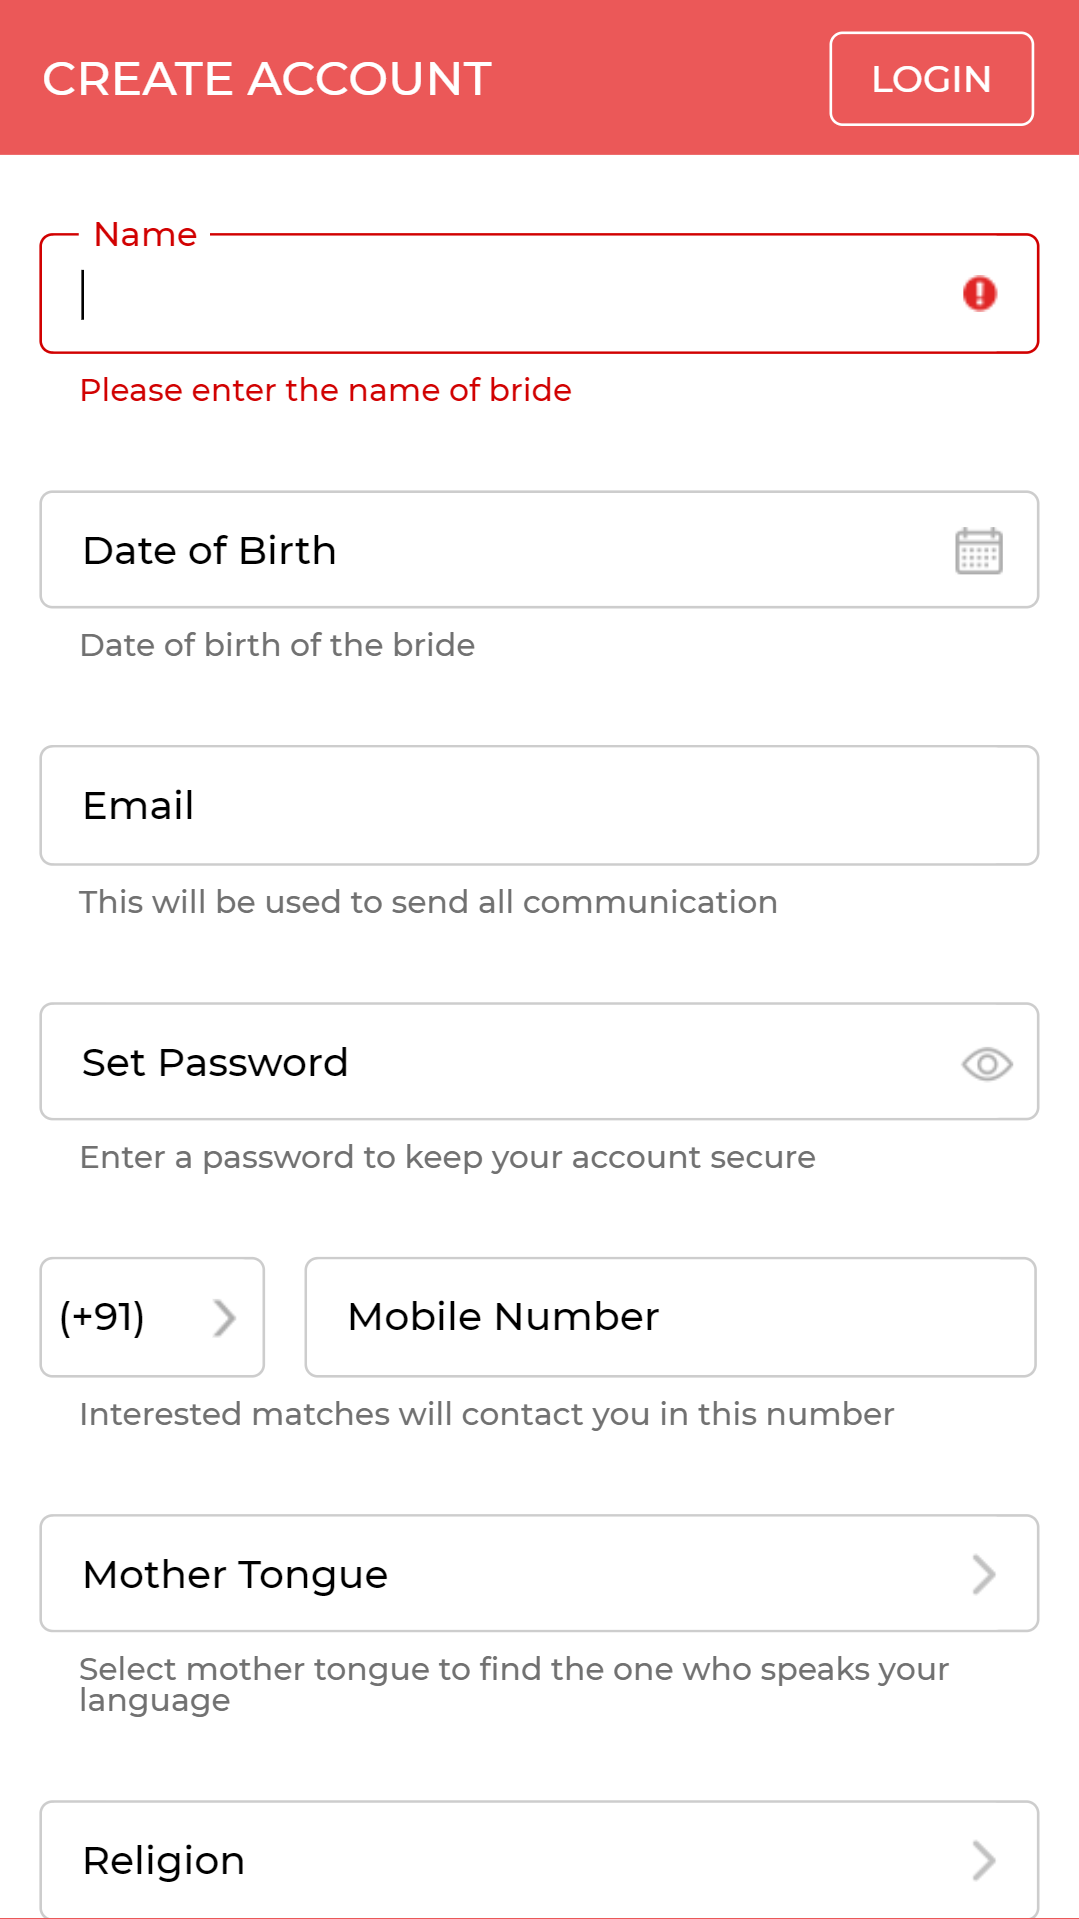 CREATE ACCOUNT
LOGIN
Name
Please enter the name of bride
Date of Birth
Date of birth of the bride
Email
This will be used to send all communication
Set Password
Enter a password to keep your account secure
(+91)
Mobile Number
Interested matches will contact you in this number
Mother Tongue
Select mother tongue to find the one who speaks your
language
Religion